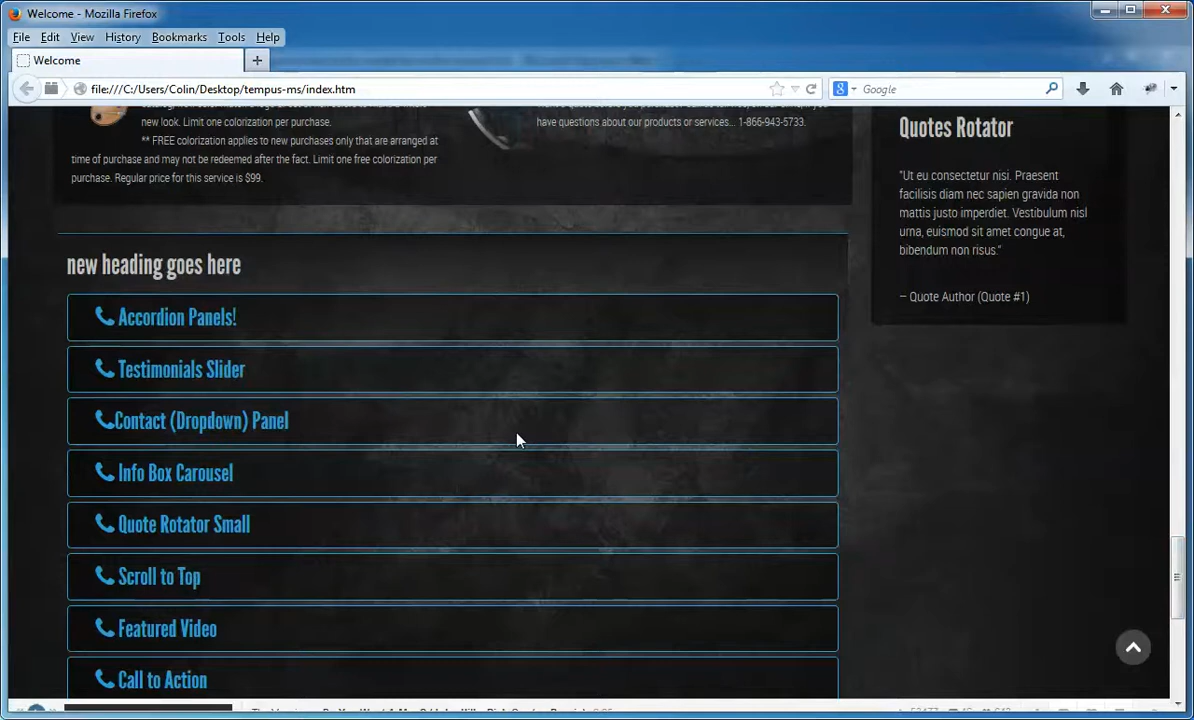 Welcome - Mozilla Firefox
File Edit View History Bookmarks Tools Help
Welcome
file:///C:/Users/Colin/Desktop/tempus-ms/index.htm
Google
new look. Limit one colorization per purchase.
** FREE colorization applies to new purchases only that are arranged at
time of purchase and may not be redeemed after the fact. Limit one free colorization per
purchase. Regular price for this service is $99.
have questions about our products or services... 1-866-943-5733.
Quotes Rotator
"Ut eu consectetur nisi. Praesent
facilisis diam nec sapien gravida non
mattis justo imperdiet. Vestibulum nisl
urna, euismod sit amet congue at,
bibendum non risus."
– Quote Author (Quote #1)
new heading goes here
Accordion Panels!
Testimonials Slider
Contact (Dropdown) Panel
Info Box Carousel
Quote Rotator Small
Scroll to Top
Featured Video
Call to Action